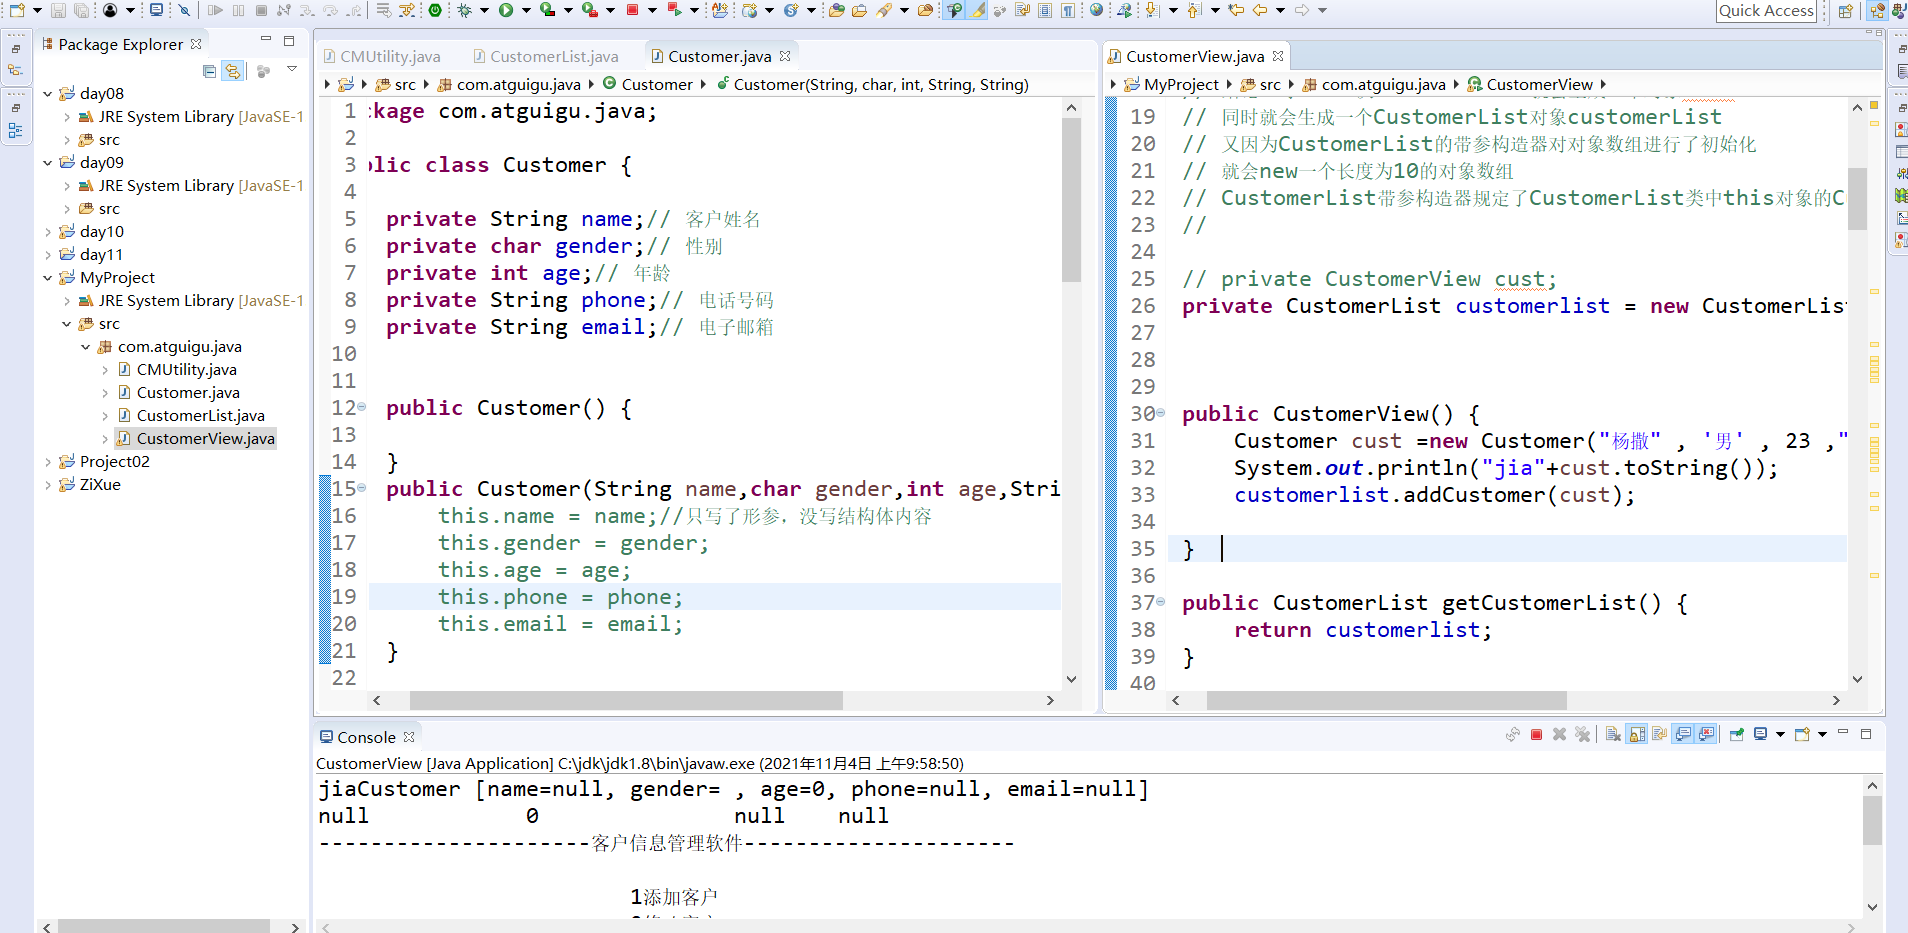 Quick Access
Package Explorer
day08
JRE System Library [JavaSE-1
src
day09
JRE System Library [JavaSE-1
src
day10
day11
MyProject
JRE System Library [JavaSE-1
src
com.atguigu.java
CMUtility.java
Customer.java
CustomerList.java
CustomerView.java
Project02
ZiXue
CMUtility.java
CustomerList.java
Customer.java
src
com.atguigu.java
Customer
Customer(String, char, int, String, String)
1 kage com.atguigu.java;
2
3 lic class Customer {
4
5 private String name;// 客户姓名
6 private char gender;// 性别
7 private int age;// 年龄
8 private String phone;// 电话号码
9 private String email;// 电子邮箱
10
11
12 public Customer() {
13
14 }
15 public Customer(String name,char gender,int age,Stri
16 this.name = name;//只写了形参，没写结构体内容
17 this.gender = gender;
18 this.age = age;
19 this.phone = phone;
20 this.email = email;
21 }
22
CustomerView.java
MyProject
src
com.atguigu.java
CustomerView
19 // 同时就会生成一个CustomerList对象customerList
20 // 又因为CustomerList的带参构造器对对象数组进行了初始化
21 // 就会new一个长度为10的对象数组
22 // CustomerList带参构造器规定了CustomerList类中this对象的C
23 //
24
25 // private CustomerView cust;
26 private CustomerList customerlist = new CustomerLis
27
28
29
30 public CustomerView() {
31 Customer cust =new Customer("杨撒" , '男' , 23 ,"
32 System.out.println("jia"+cust.toString());
33 customerlist.addCustomer(cust);
34
35 }
36
37 public CustomerList getCustomerList() {
38 return customerlist;
39 }
40
Console
CustomerView [Java Application] C:\jdk\jdk1.8\bin\javaw.exe (2021年11月4日 上午9:58:50)
jiaCustomer [name=null, gender= , age=0, phone=null, email=null]
null 0 null null
---------------------客户信息管理软件---------------------
1添加客户